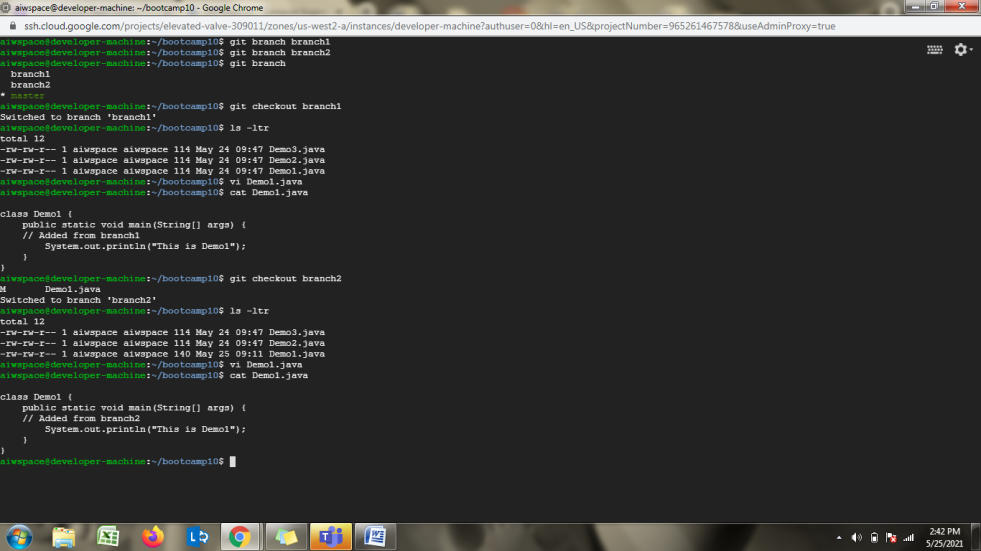 aiwspace@developer-machine: ~/bootcamp10 - Google Chrome
ssh.cloud.google.com/projects/elevated-valve-309011/zones/us-west2-a/instances/developer-machine?authuser=0&hl=en_US&projectNumber=965261467578&useAdminProxy=true
aiwspace@developer-machine:~/bootcamp10$ git branch branch1
aiwspace@developer-machine:~/bootcamp10$ git branch branch2
aiwspace@developer-machine:~/bootcamp10$ git branch
  branch1
  branch2
* master
aiwspace@developer-machine:~/bootcamp10$ git checkout branch1
Switched to branch 'branch1'
aiwspace@developer-machine:~/bootcamp10$ ls -ltr
total 12
-rw-rw-r-- 1 aiwspace aiwspace 114 May 24 09:47 Demo3.java
-rw-rw-r-- 1 aiwspace aiwspace 114 May 24 09:47 Demo2.java
-rw-rw-r-- 1 aiwspace aiwspace 114 May 24 09:47 Demo1.java
aiwspace@developer-machine:~/bootcamp10$ vi Demo1.java
aiwspace@developer-machine:~/bootcamp10$ cat Demo1.java
class Demo1 {
    public static void main(String[] args) {
    // Added from branch1
        System.out.println("This is Demo1");
    }
}
aiwspace@developer-machine:~/bootcamp10$ git checkout branch2
M       Demo1.java
Switched to branch 'branch2'
aiwspace@developer-machine:~/bootcamp10$ ls -ltr
total 12
-rw-rw-r-- 1 aiwspace aiwspace 114 May 24 09:47 Demo3.java
-rw-rw-r-- 1 aiwspace aiwspace 114 May 24 09:47 Demo2.java
-rw-rw-r-- 1 aiwspace aiwspace 140 May 25 09:11 Demo1.java
aiwspace@developer-machine:~/bootcamp10$ vi Demo1.java
aiwspace@developer-machine:~/bootcamp10$ cat Demo1.java
class Demo1 {
    public static void main(String[] args) {
    // Added from branch2
        System.out.println("This is Demo1");
    }
}
aiwspace@developer-machine:~/bootcamp10$
2:42 PM
5/25/2021